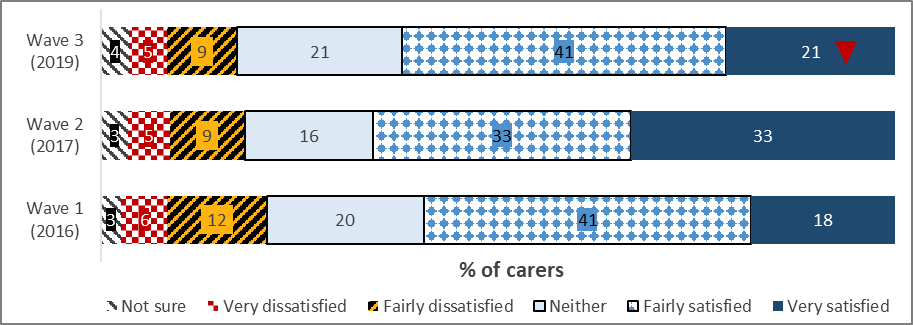 Wave 3
(2019)
4 5 9 21 41 21
Wave 2
(2017)
3 5 9 16 33 33
Wave 1
(2016)
3 6 12 20 41 18
% of carers
Not sure Very dissatisfied Fairly dissatisfied Neither Fairly satisfied Very satisfied